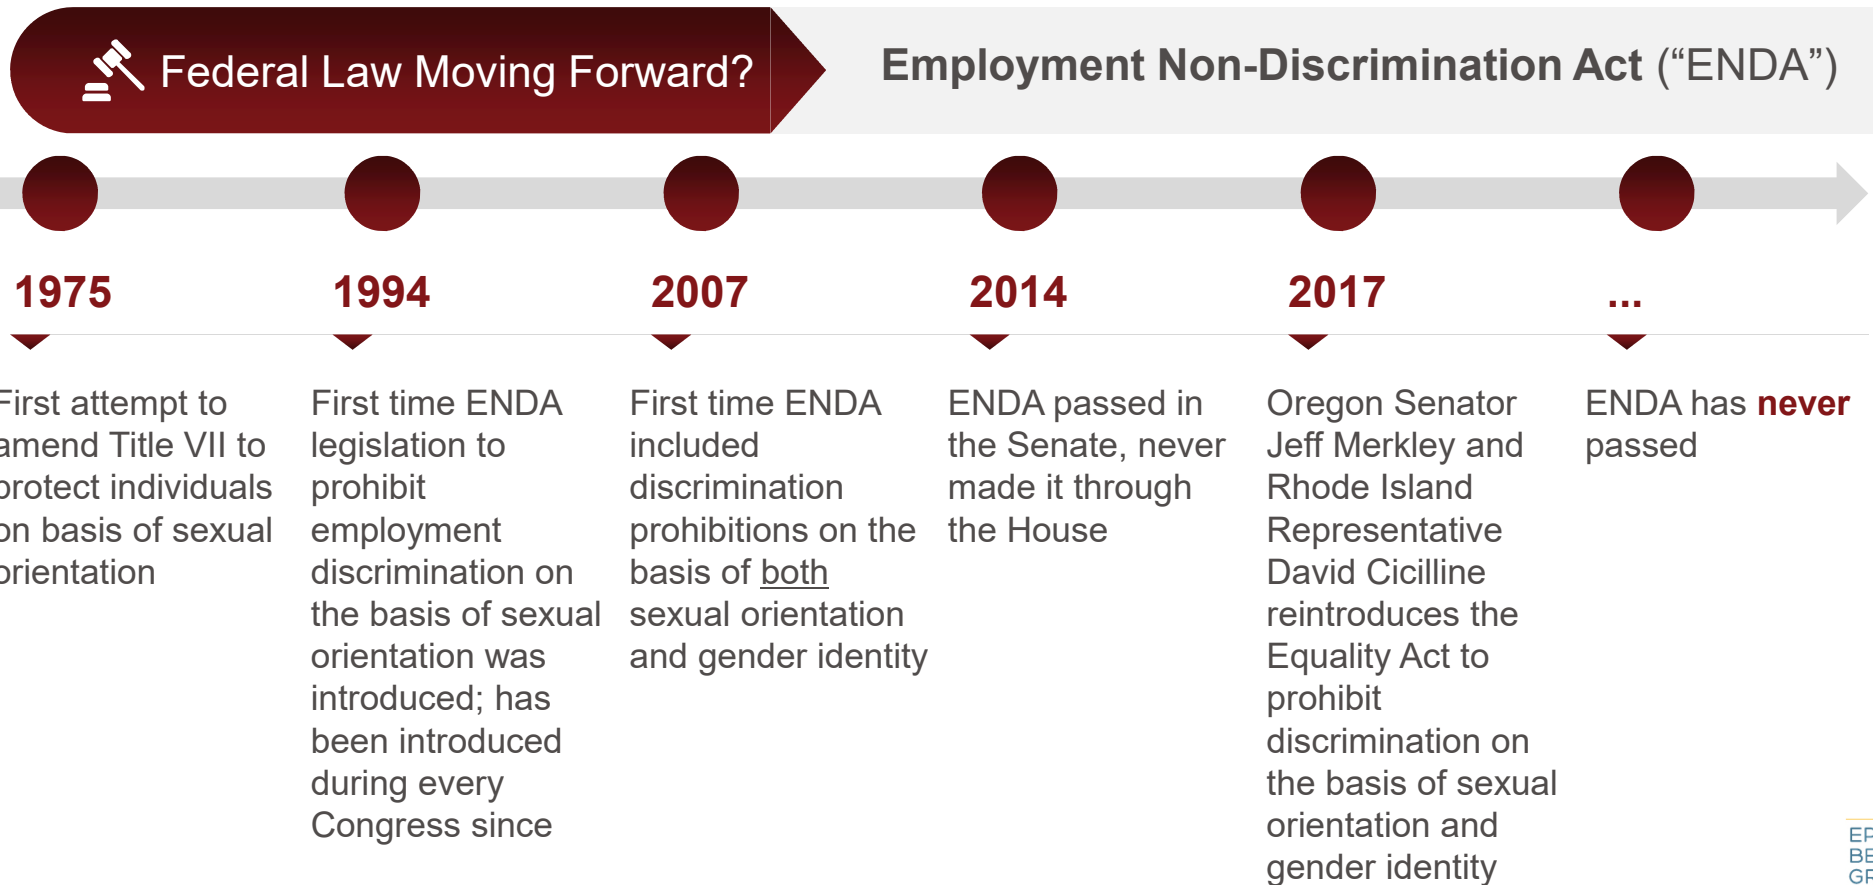 Federal Law Moving Forward?
Employment Non-Discrimination Act (“ENDA”)
1975
1994
2007
2014
2017
...
First attempt to
amend Title VII to
protect individuals
on basis of sexual
orientation
First time ENDA
legislation to
prohibit
employment
discrimination on
the basis of sexual
orientation was
introduced; has
been introduced
during every
Congress since
First time ENDA
included
discrimination
prohibitions on the
basis of both
sexual orientation
and gender identity
ENDA passed in
the Senate, never
made it through
the House
Oregon Senator
Jeff Merkley and
Rhode Island
Representative
David Cicilline
reintroduces the
Equality Act to
prohibit
discrimination on
the basis of sexual
orientation and
gender identity
ENDA has never
passed